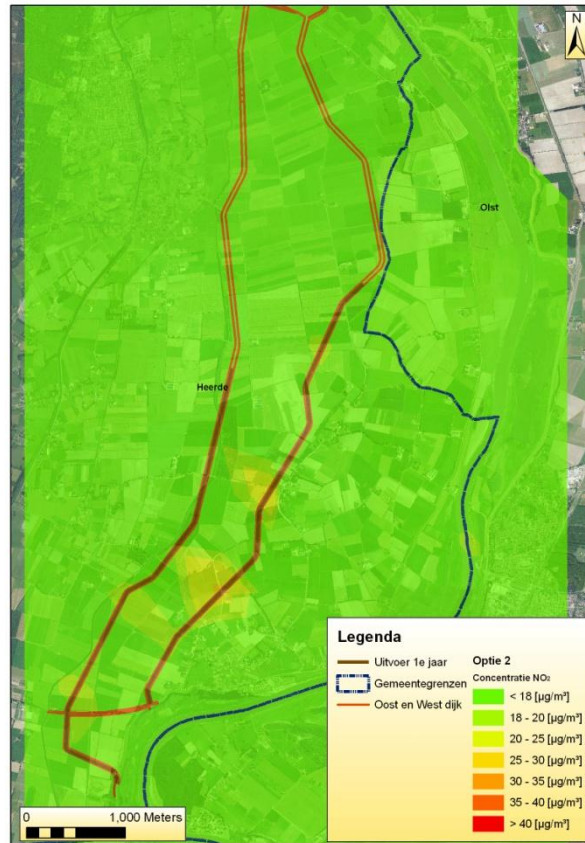 N
Olst
Heerde
Legenda
Uitvoer 1e jaar
Gemeentegrenzen
Oost en West dijk
Optie 2
Concentratie NO₂
< 18 [µg/m³]
18 - 20 [µg/m³]
20 - 25 [µg/m³]
25 - 30 [µg/m³]
30 - 35 [µg/m³]
35 - 40 [µg/m³]
> 40 [µg/m³]
0 1,000 Meters